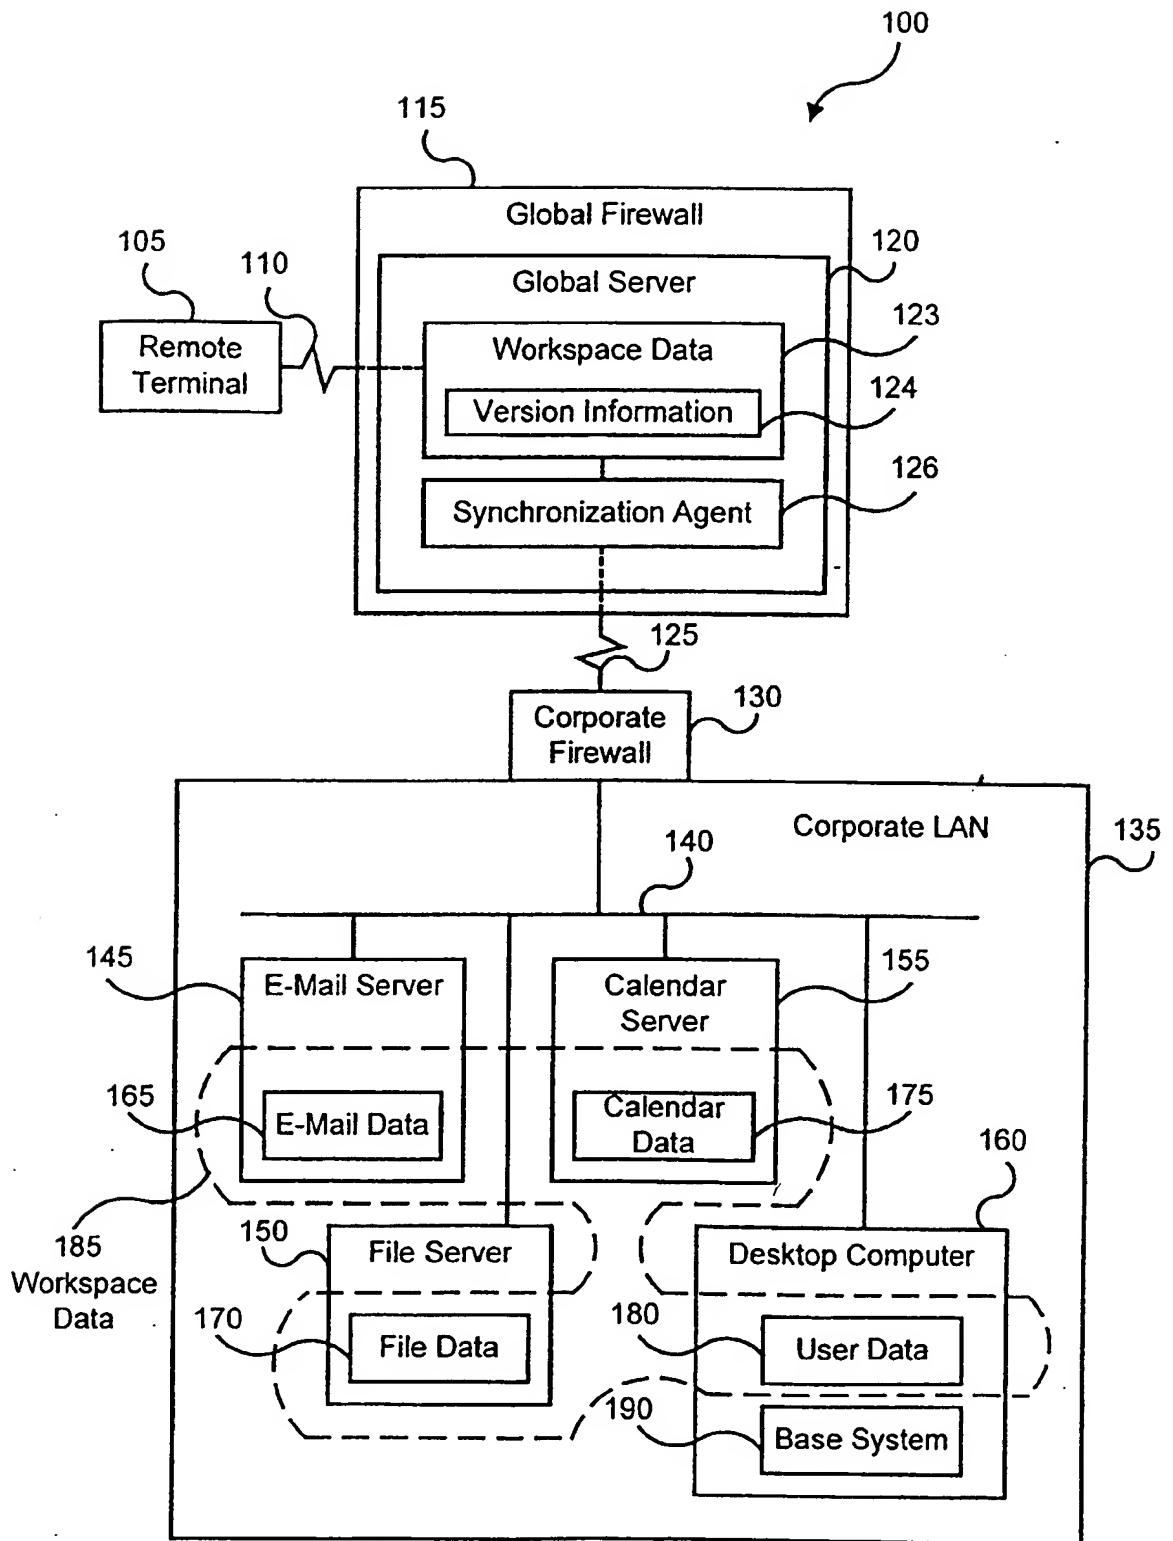 100
115
Global Firewall
105
110
120
Global Server
123
Remote
Terminal
Workspace Data
124
Version Information
126
Synchronization Agent
125
130
Corporate
Firewall
Corporate LAN
135
140
145
E-Mail Server
Calendar
Server
155
165
E-Mail Data
Calendar
Data
175
160
185
Workspace
Data
150
File Server
Desktop Computer
170
File Data
180
User Data
190
Base System